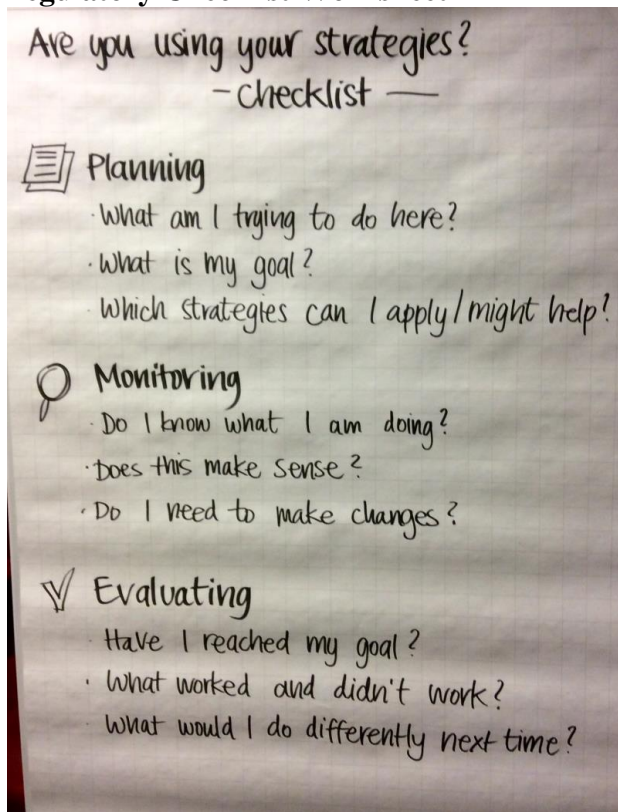 Are you using your strategies?
- Checklist —
Planning
· What am I trying to do here?
· What is my goal?
· Which strategies can I apply/might help?
Monitoring
· Do I know what I am doing?
· Does this make sense?
· Do I need to make changes?
Evaluating
· Have I reached my goal?
· What worked and didn't work?
· What would I do differently next time?